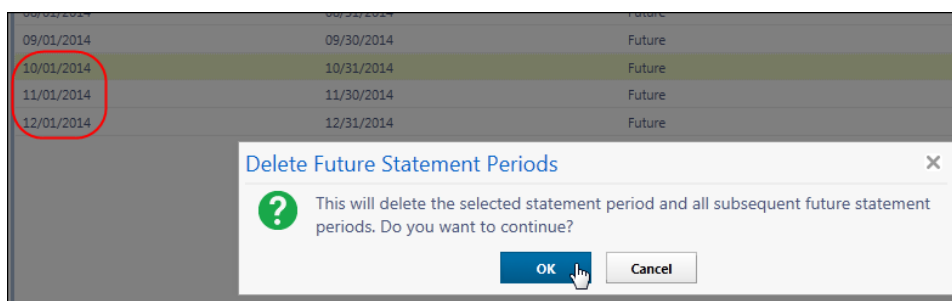 09/01/2014 09/30/2014 Future
10/01/2014 10/31/2014 Future
11/01/2014 11/30/2014 Future
12/01/2014 12/31/2014 Future
Delete Future Statement Periods
This will delete the selected statement period and all subsequent future statement
periods. Do you want to continue?
OK Cancel